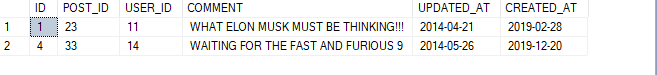 ID POST_ID USER_ID COMMENT UPDATED_AT CREATED_AT
1 1 23 11 WHAT ELON MUSK MUST BE THINKING!!! 2014-04-21 2019-02-28
2 4 33 14 WAITING FOR THE FAST AND FURIOUS 9 2014-05-26 2019-12-20